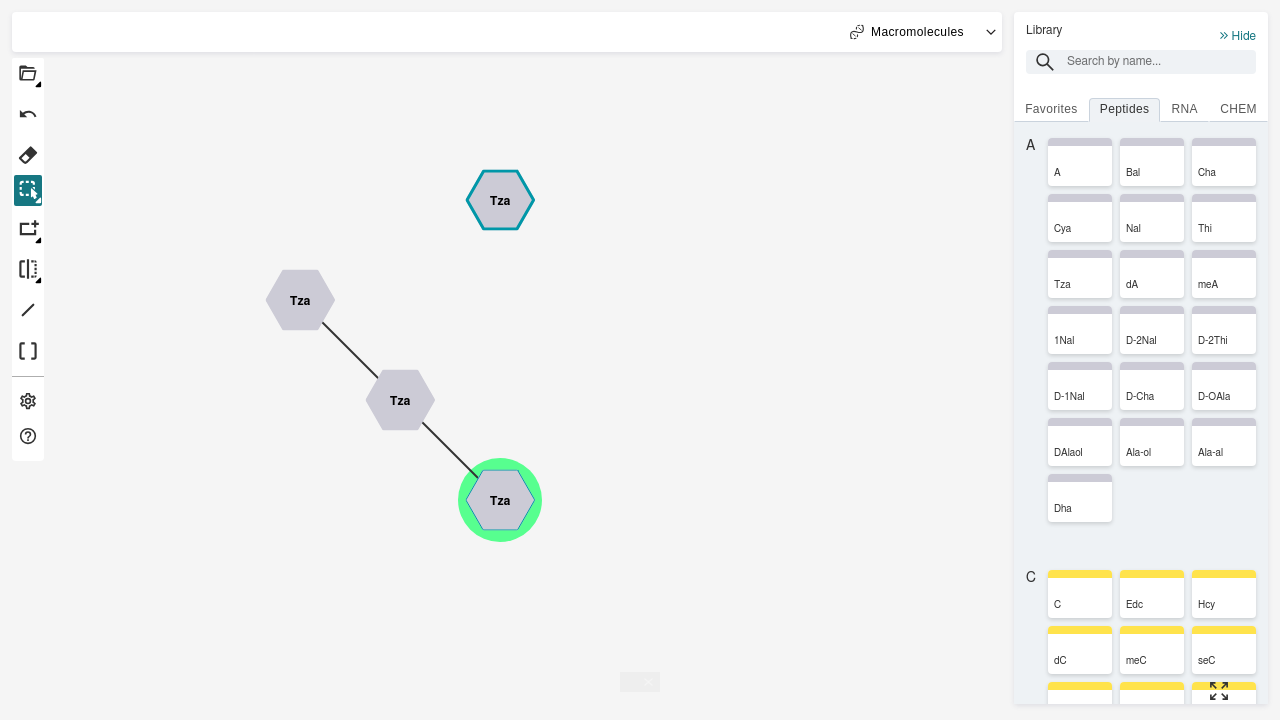 Macromolecules
Library
Hide
Search by name...
Favorites Peptides RNA CHEM
A
A Bal Cha
Cya Nal Thi
Tza dA meA
1Nal D-2Nal D-2Thi
D-1Nal D-Cha D-OAla
DAlaol Ala-ol Ala-al
Dha
C
C Edc Hcy
dC meC seC
Tza
Tza
Tza
Tza